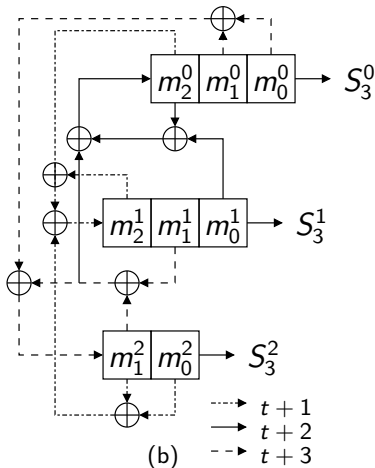 m_2^0 m_1^0 m_0^0 S_3^0
m_2^1 m_1^1 m_0^1 S_3^1
m_1^2 m_0^2 S_3^2
t + 1
t + 2
t + 3
(b)